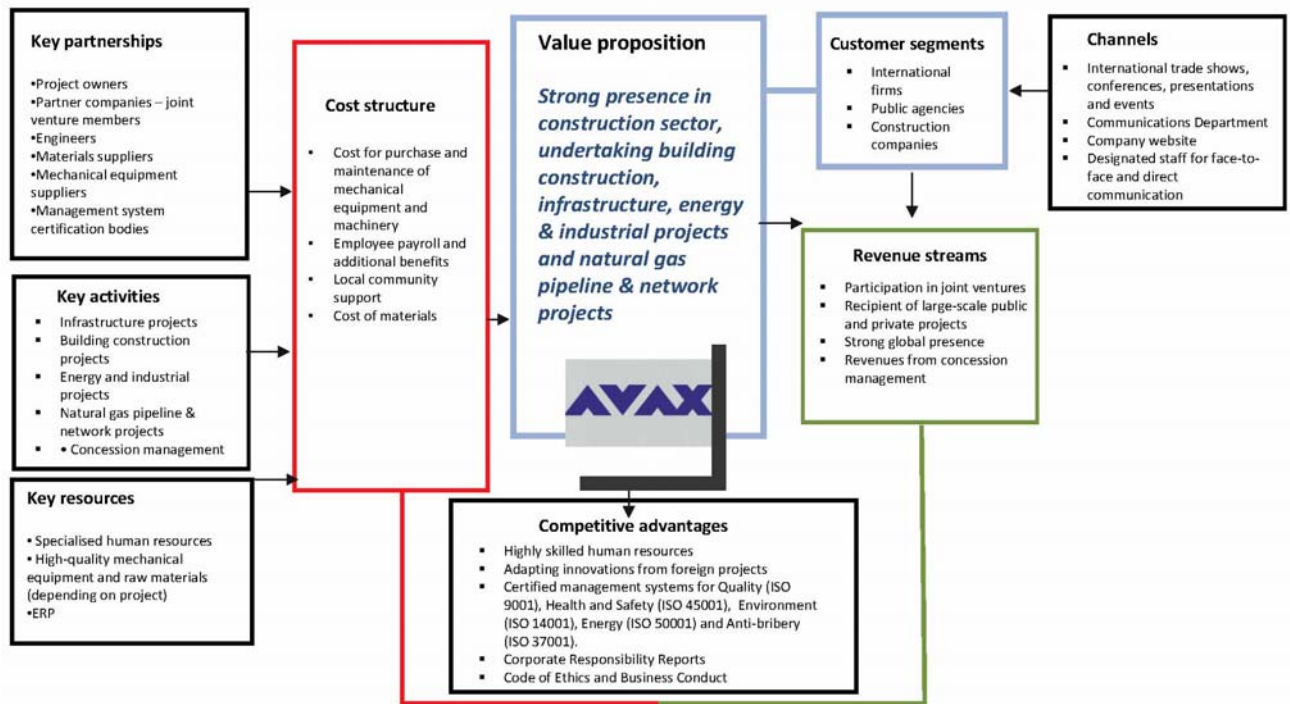 Key partnerships
•Project owners
•Partner companies – joint
venture members
•Engineers
•Materials suppliers
•Mechanical equipment
suppliers
•Management system
certification bodies
Key activities
▪ Infrastructure projects
▪ Building construction
projects
▪ Energy and industrial
projects
▪ Natural gas pipeline &
network projects
▪ • Concession management
Key resources
• Specialised human resources
• High-quality mechanical
equipment and raw materials
(depending on project)
•ERP
Cost structure
• Cost for purchase and
maintenance of
mechanical
equipment and
machinery
• Employee payroll and
additional benefits
• Local community
support
• Cost of materials
Value proposition
Strong presence in
construction sector,
undertaking building
construction,
infrastructure, energy
& industrial projects
and natural gas
pipeline & network
projects
AVAX
Competitive advantages
▪ Highly skilled human resources
▪ Adapting innovations from foreign projects
▪ Certified management systems for Quality (ISO
9001), Health and Safety (ISO 45001), Environment
(ISO 14001), Energy (ISO 50001) and Anti-bribery
(ISO 37001).
▪ Corporate Responsibility Reports
▪ Code of Ethics and Business Conduct
Customer segments
▪ International
firms
▪ Public agencies
▪ Construction
companies
Revenue streams
▪ Participation in joint ventures
▪ Recipient of large-scale public
and private projects
▪ Strong global presence
▪ Revenues from concession
management
Channels
▪ International trade shows,
conferences, presentations
and events
▪ Communications Department
▪ Company website
▪ Designated staff for face-to-
face and direct
communication